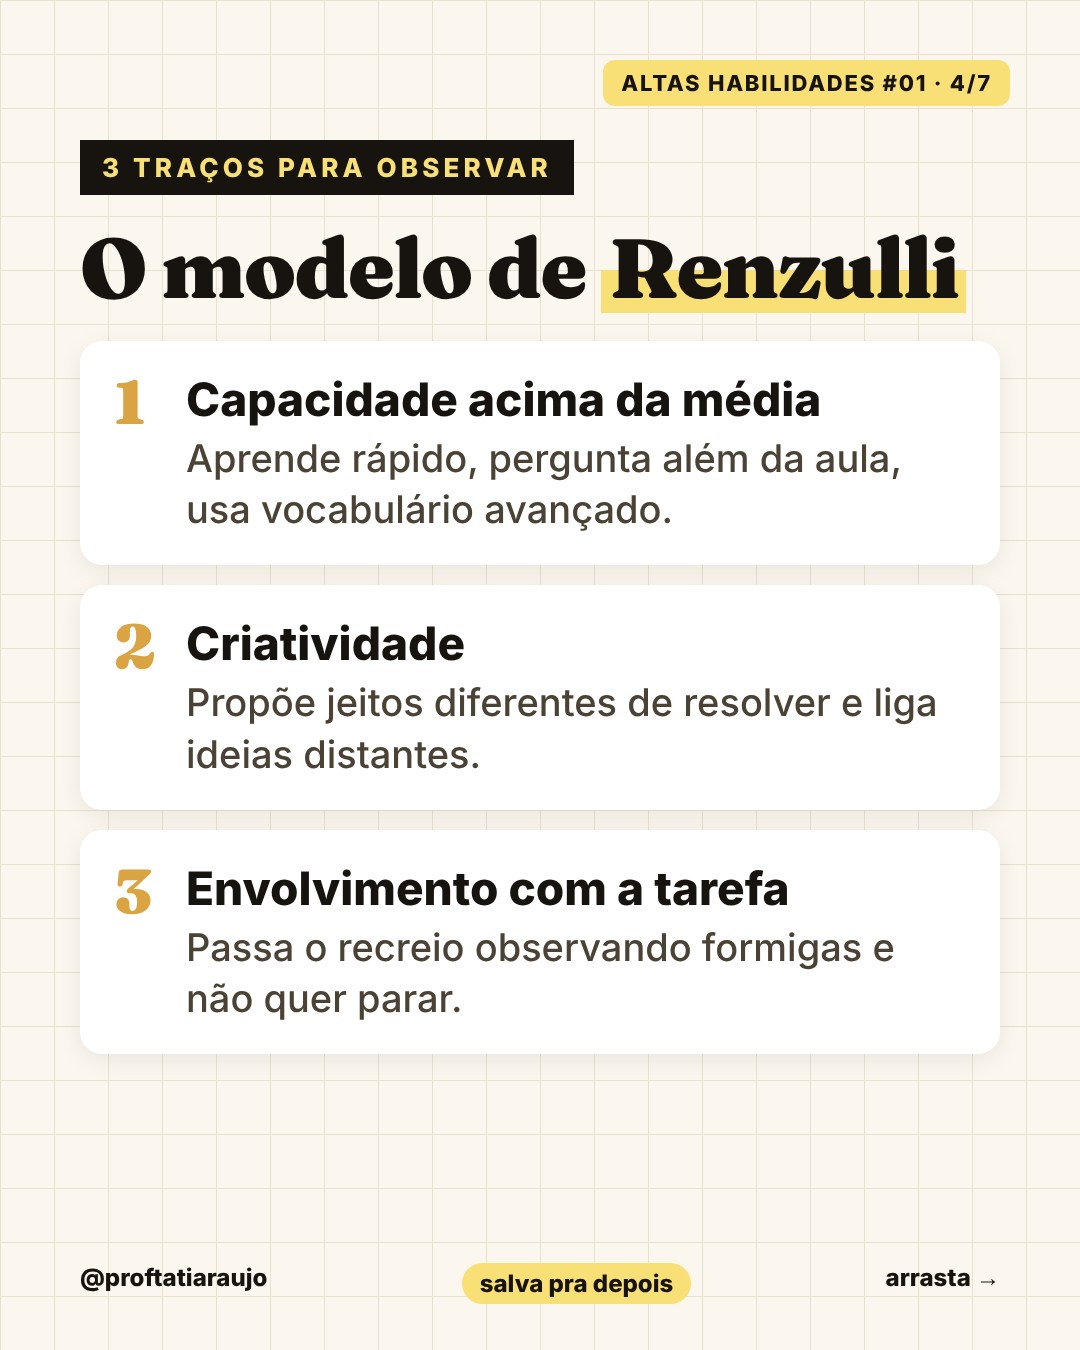 ALTAS HABILIDADES #01 · 4/7
3 TRAÇOS PARA OBSERVAR
O modelo de Renzulli
1 Capacidade acima da média
Aprende rápido, pergunta além da aula,
usa vocabulário avançado.
2 Criatividade
Propõe jeitos diferentes de resolver e liga
ideias distantes.
3 Envolvimento com a tarefa
Passa o recreio observando formigas e
não quer parar.
@proftatiaraujo
salva pra depois
arrasta →